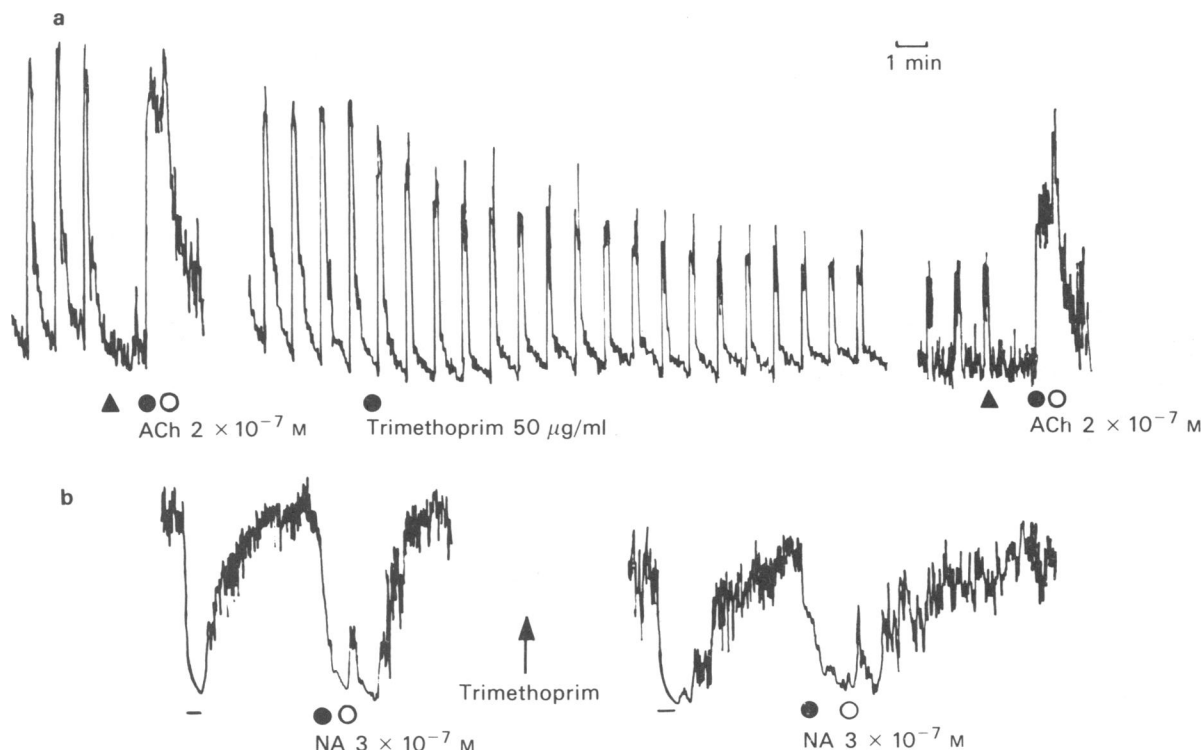 a
1 min
ACh 2 × 10⁻⁷ M
Trimethoprim 50 μg/ml
ACh 2 × 10⁻⁷ M
b
Trimethoprim
NA 3 × 10⁻⁷ M
NA 3 × 10⁻⁷ M